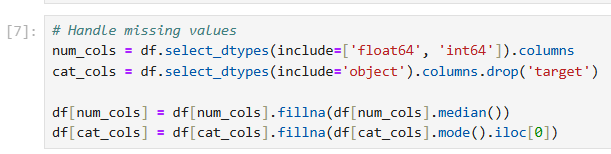 [7]: # Handle missing values
num_cols = df.select_dtypes(include=['float64', 'int64']).columns
cat_cols = df.select_dtypes(include='object').columns.drop('target')

df[num_cols] = df[num_cols].fillna(df[num_cols].median())
df[cat_cols] = df[cat_cols].fillna(df[cat_cols].mode().iloc[0])